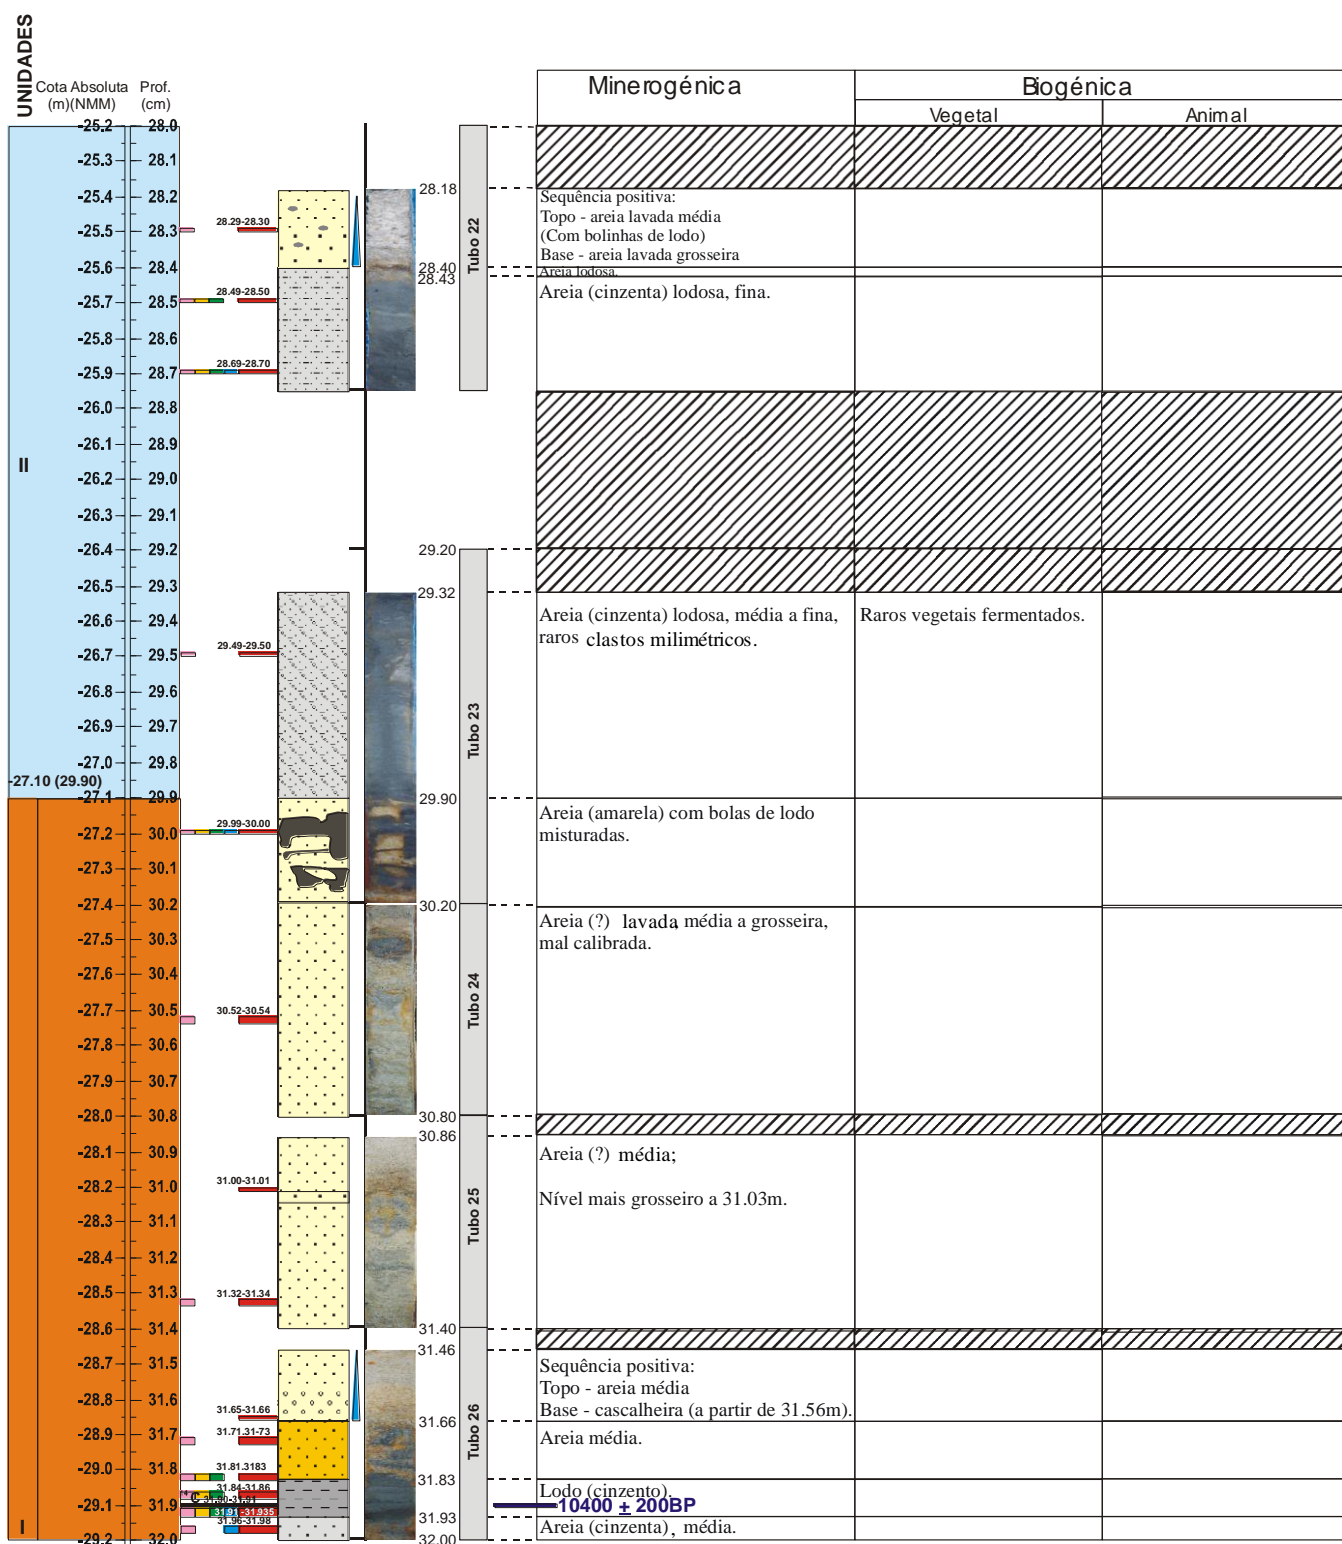 UNIDADES
Cota Absoluta
(m)(NMM)
Prof.
(cm)
Minerogénica
Biogénica
Vegetal
Animal
-25.2 28.0
-25.3 28.1
-25.4 28.2
-25.5 28.3
-25.6 28.4
-25.7 28.5
-25.8 28.6
-25.9 28.7
-26.0 28.8
-26.1 28.9
-26.2 29.0
-26.3 29.1
-26.4 29.2
-26.5 29.3
-26.6 29.4
-26.7 29.5
-26.8 29.6
-26.9 29.7
-27.0 29.8
-27.10 (29.90)
-27.1 29.9
-27.2 30.0
-27.3 30.1
-27.4 30.2
-27.5 30.3
-27.6 30.4
-27.7 30.5
-27.8 30.6
-27.9 30.7
-28.0 30.8
-28.1 30.9
-28.2 31.0
-28.3 31.1
-28.4 31.2
-28.5 31.3
-28.6 31.4
-28.7 31.5
-28.8 31.6
-28.9 31.7
-29.0 31.8
-29.1 31.9
-29.2 32.0
II
I
28.29-28.30
28.49-28.50
28.69-28.70
29.49-29.50
29.99-30.00
30.52-30.54
31.00-31.01
31.32-31.34
31.65-31.66
31.71.31-73
31.81.3183
31.84-31.86
14 C 31.90-31.91
31.91 -31.935
31.96-31.98
28.18
28.40
28.43
29.20
29.32
29.90
30.20
30.80
30.86
31.40
31.46
31.66
31.83
31.93
32.00
Tubo 22
Tubo 23
Tubo 24
Tubo 25
Tubo 26
Sequência positiva:
Topo - areia lavada média
(Com bolinhas de lodo)
Base - areia lavada grosseira
Areia lodosa.
Areia (cinzenta) lodosa, fina.
Areia (cinzenta) lodosa, média a fina,
raros clastos milimétricos.
Raros vegetais fermentados.
Areia (amarela) com bolas de lodo
misturadas.
Areia (?) lavada, média a grosseira,
mal calibrada.
Areia (?) média;
Nível mais grosseiro a 31.03m.
Sequência positiva:
Topo - areia média
Base - cascalheira (a partir de 31.56m).
Areia média.
Lodo (cinzento).
10400 ± 200BP
Areia (cinzenta), média.